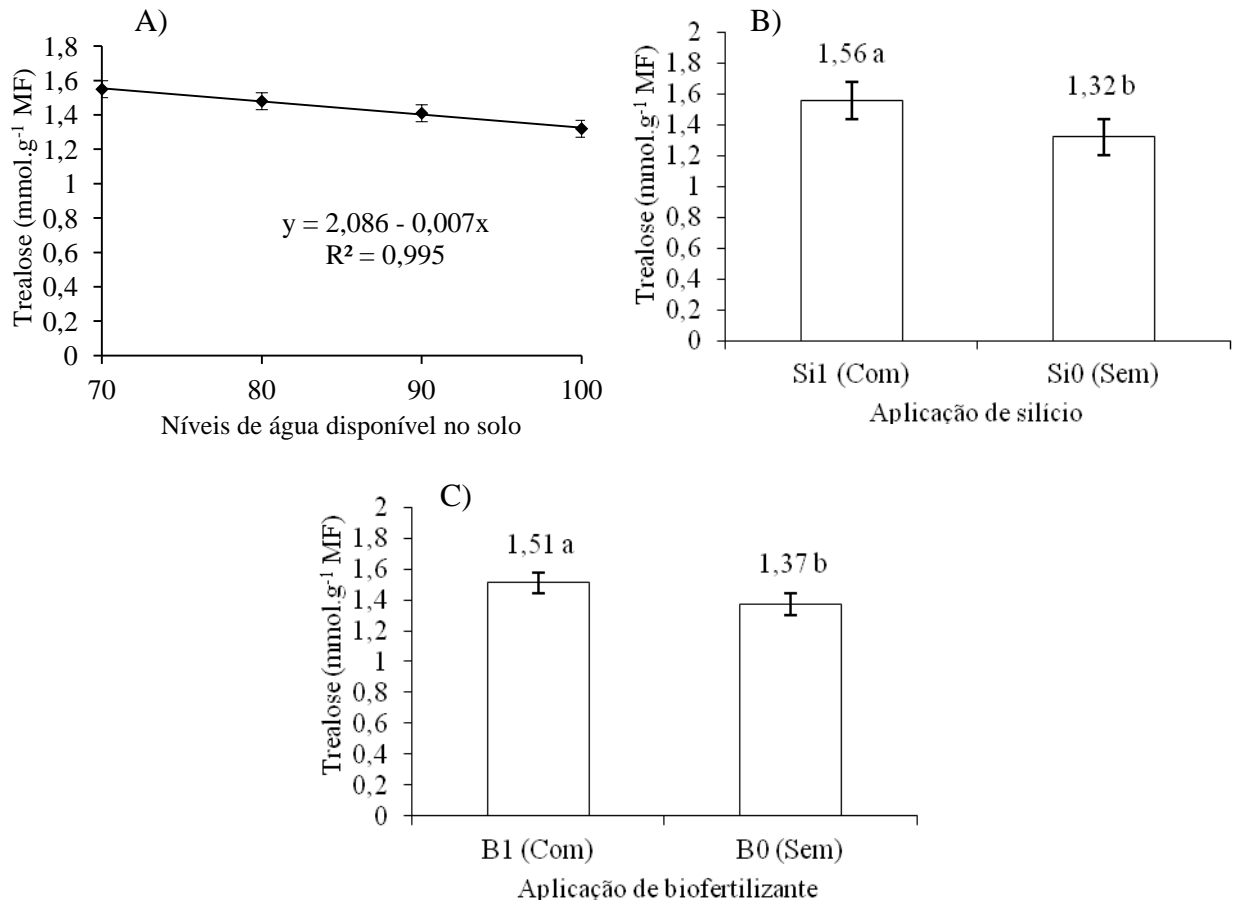 A)
Trealose (mmol.g⁻¹ MF)
1,8
1,6
1,4
1,2
1
0,8
0,6
0,4
0,2
0
y = 2,086 - 0,007x
R² = 0,995
70 80 90 100
Níveis de água disponível no solo
B)
Trealose (mmol.g⁻¹ MF)
2
1,8
1,6
1,4
1,2
1
0,8
0,6
0,4
0,2
0
1,56 a
1,32 b
Si1 (Com) Si0 (Sem)
Aplicação de silício
C)
Trealose (mmol.g⁻¹ MF)
2
1,8
1,6
1,4
1,2
1
0,8
0,6
0,4
0,2
0
1,51 a
1,37 b
B1 (Com) B0 (Sem)
Aplicação de biofertilizante